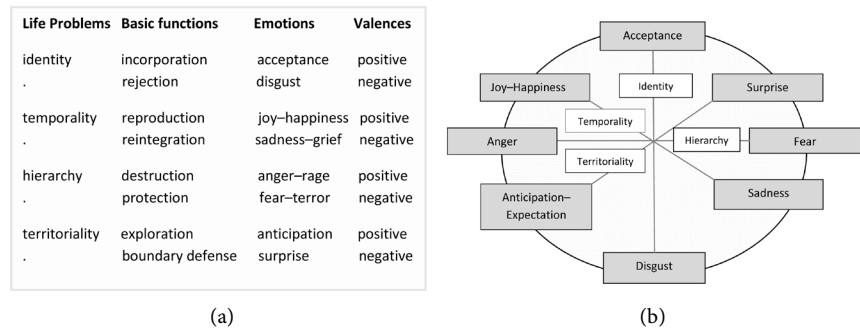 Life Problems Basic functions Emotions Valences
identity incorporation acceptance positive
. rejection disgust negative
temporality reproduction joy–happiness positive
. reintegration sadness–grief negative
hierarchy destruction anger–rage positive
. protection fear–terror negative
territoriality exploration anticipation positive
. boundary defense surprise negative
(a)
Acceptance
Joy–Happiness
Identity
Surprise
Temporality
Anger
Hierarchy
Fear
Territoriality
Anticipation–
Expectation
Sadness
Disgust
(b)